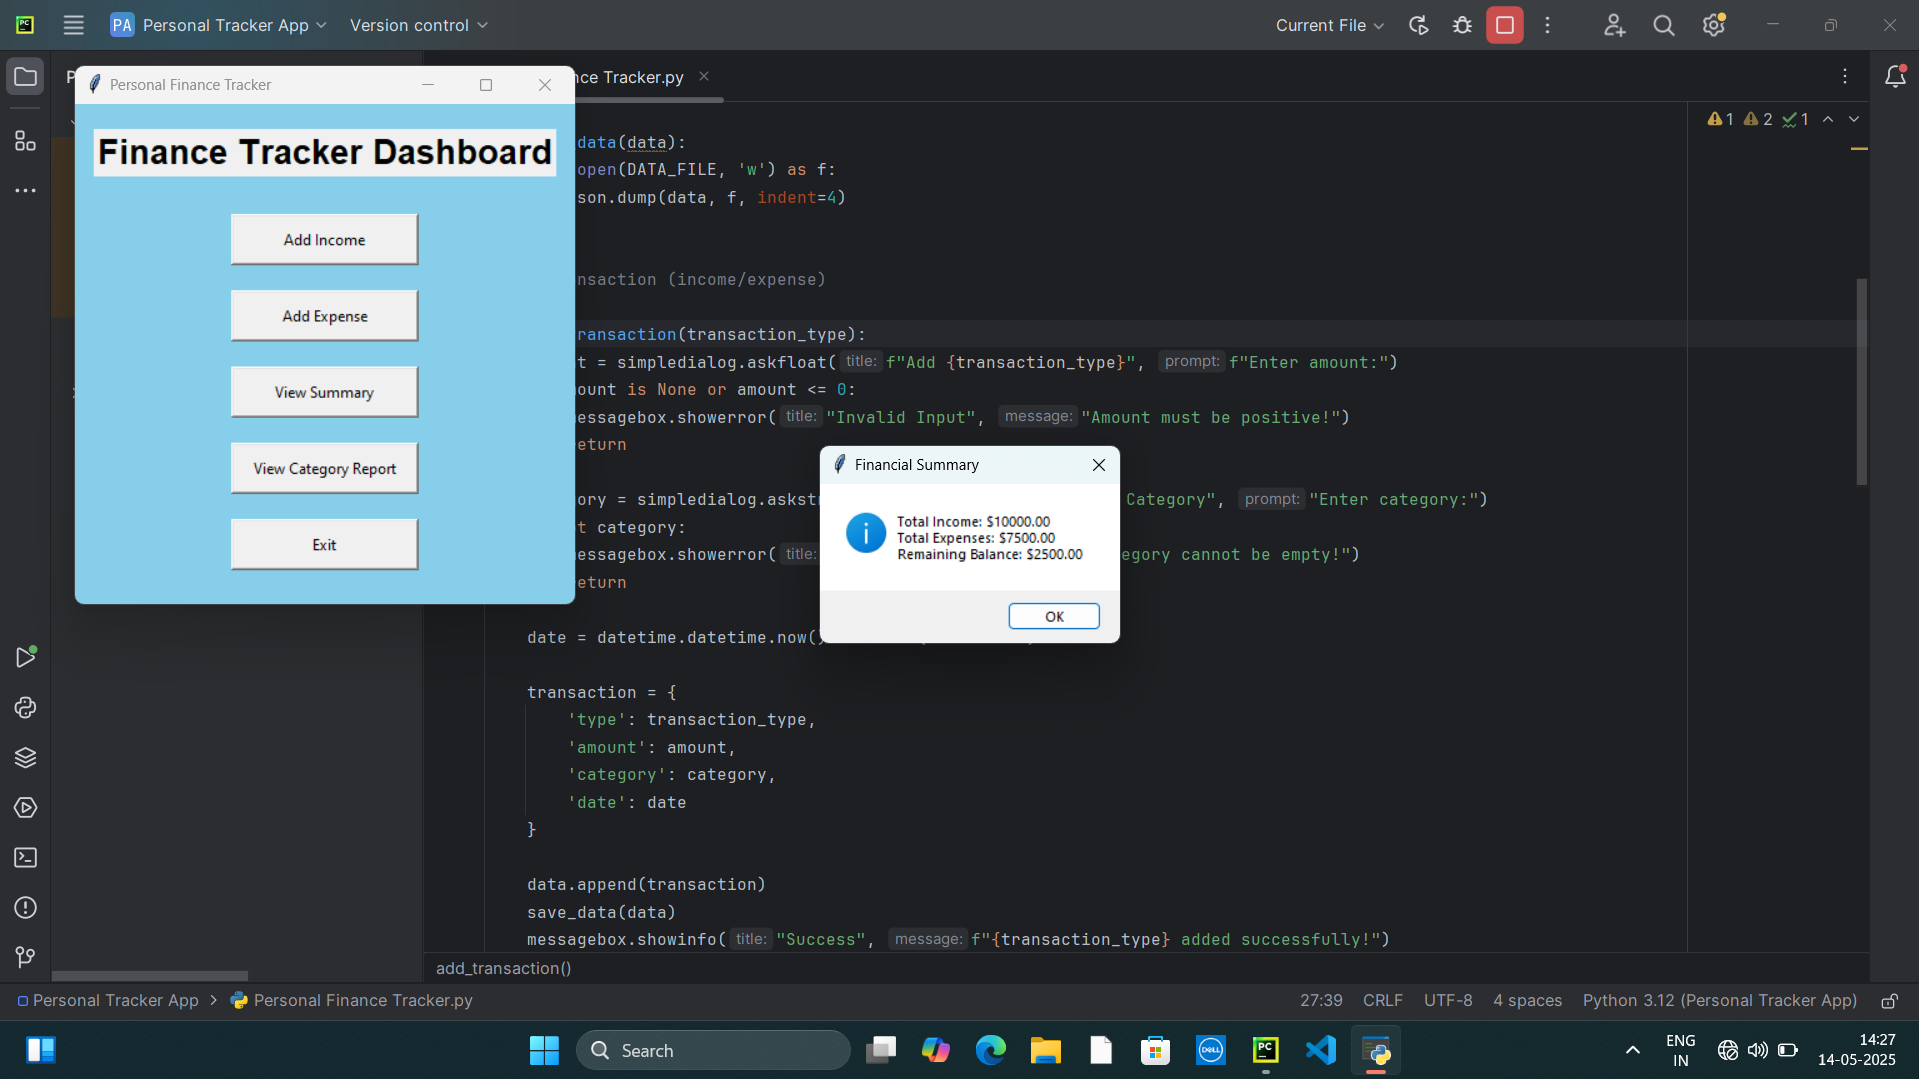 PA Personal Tracker App Version control Current File
Personal Finance Tracker
Finance Tracker Dashboard
Add Income
Add Expense
View Summary
View Category Report
Exit
nce Tracker.py
1 2 1
data(data):
open(DATA_FILE, 'w') as f:
son.dump(data, f, indent=4)
nsaction (income/expense)
ransaction(transaction_type):
t = simpledialog.askfloat( title: f"Add {transaction_type}", prompt: f"Enter amount:")
ount is None or amount <= 0:
essagebox.showerror( title: "Invalid Input", message: "Amount must be positive!")
eturn
ory = simpledialog.askst Category", prompt: "Enter category:")
t category:
essagebox.showerror( title: egory cannot be empty!")
eturn
date = datetime.datetime.now()
transaction = {
'type': transaction_type,
'amount': amount,
'category': category,
'date': date
}
data.append(transaction)
save_data(data)
messagebox.showinfo( title: "Success", message: f"{transaction_type} added successfully!")
Financial Summary
Total Income: $10000.00
Total Expenses: $7500.00
Remaining Balance: $2500.00
OK
add_transaction()
Personal Tracker App > Personal Finance Tracker.py 27:39 CRLF UTF-8 4 spaces Python 3.12 (Personal Tracker App)
Search
DELL
PC
ENG
IN
14:27
14-05-2025